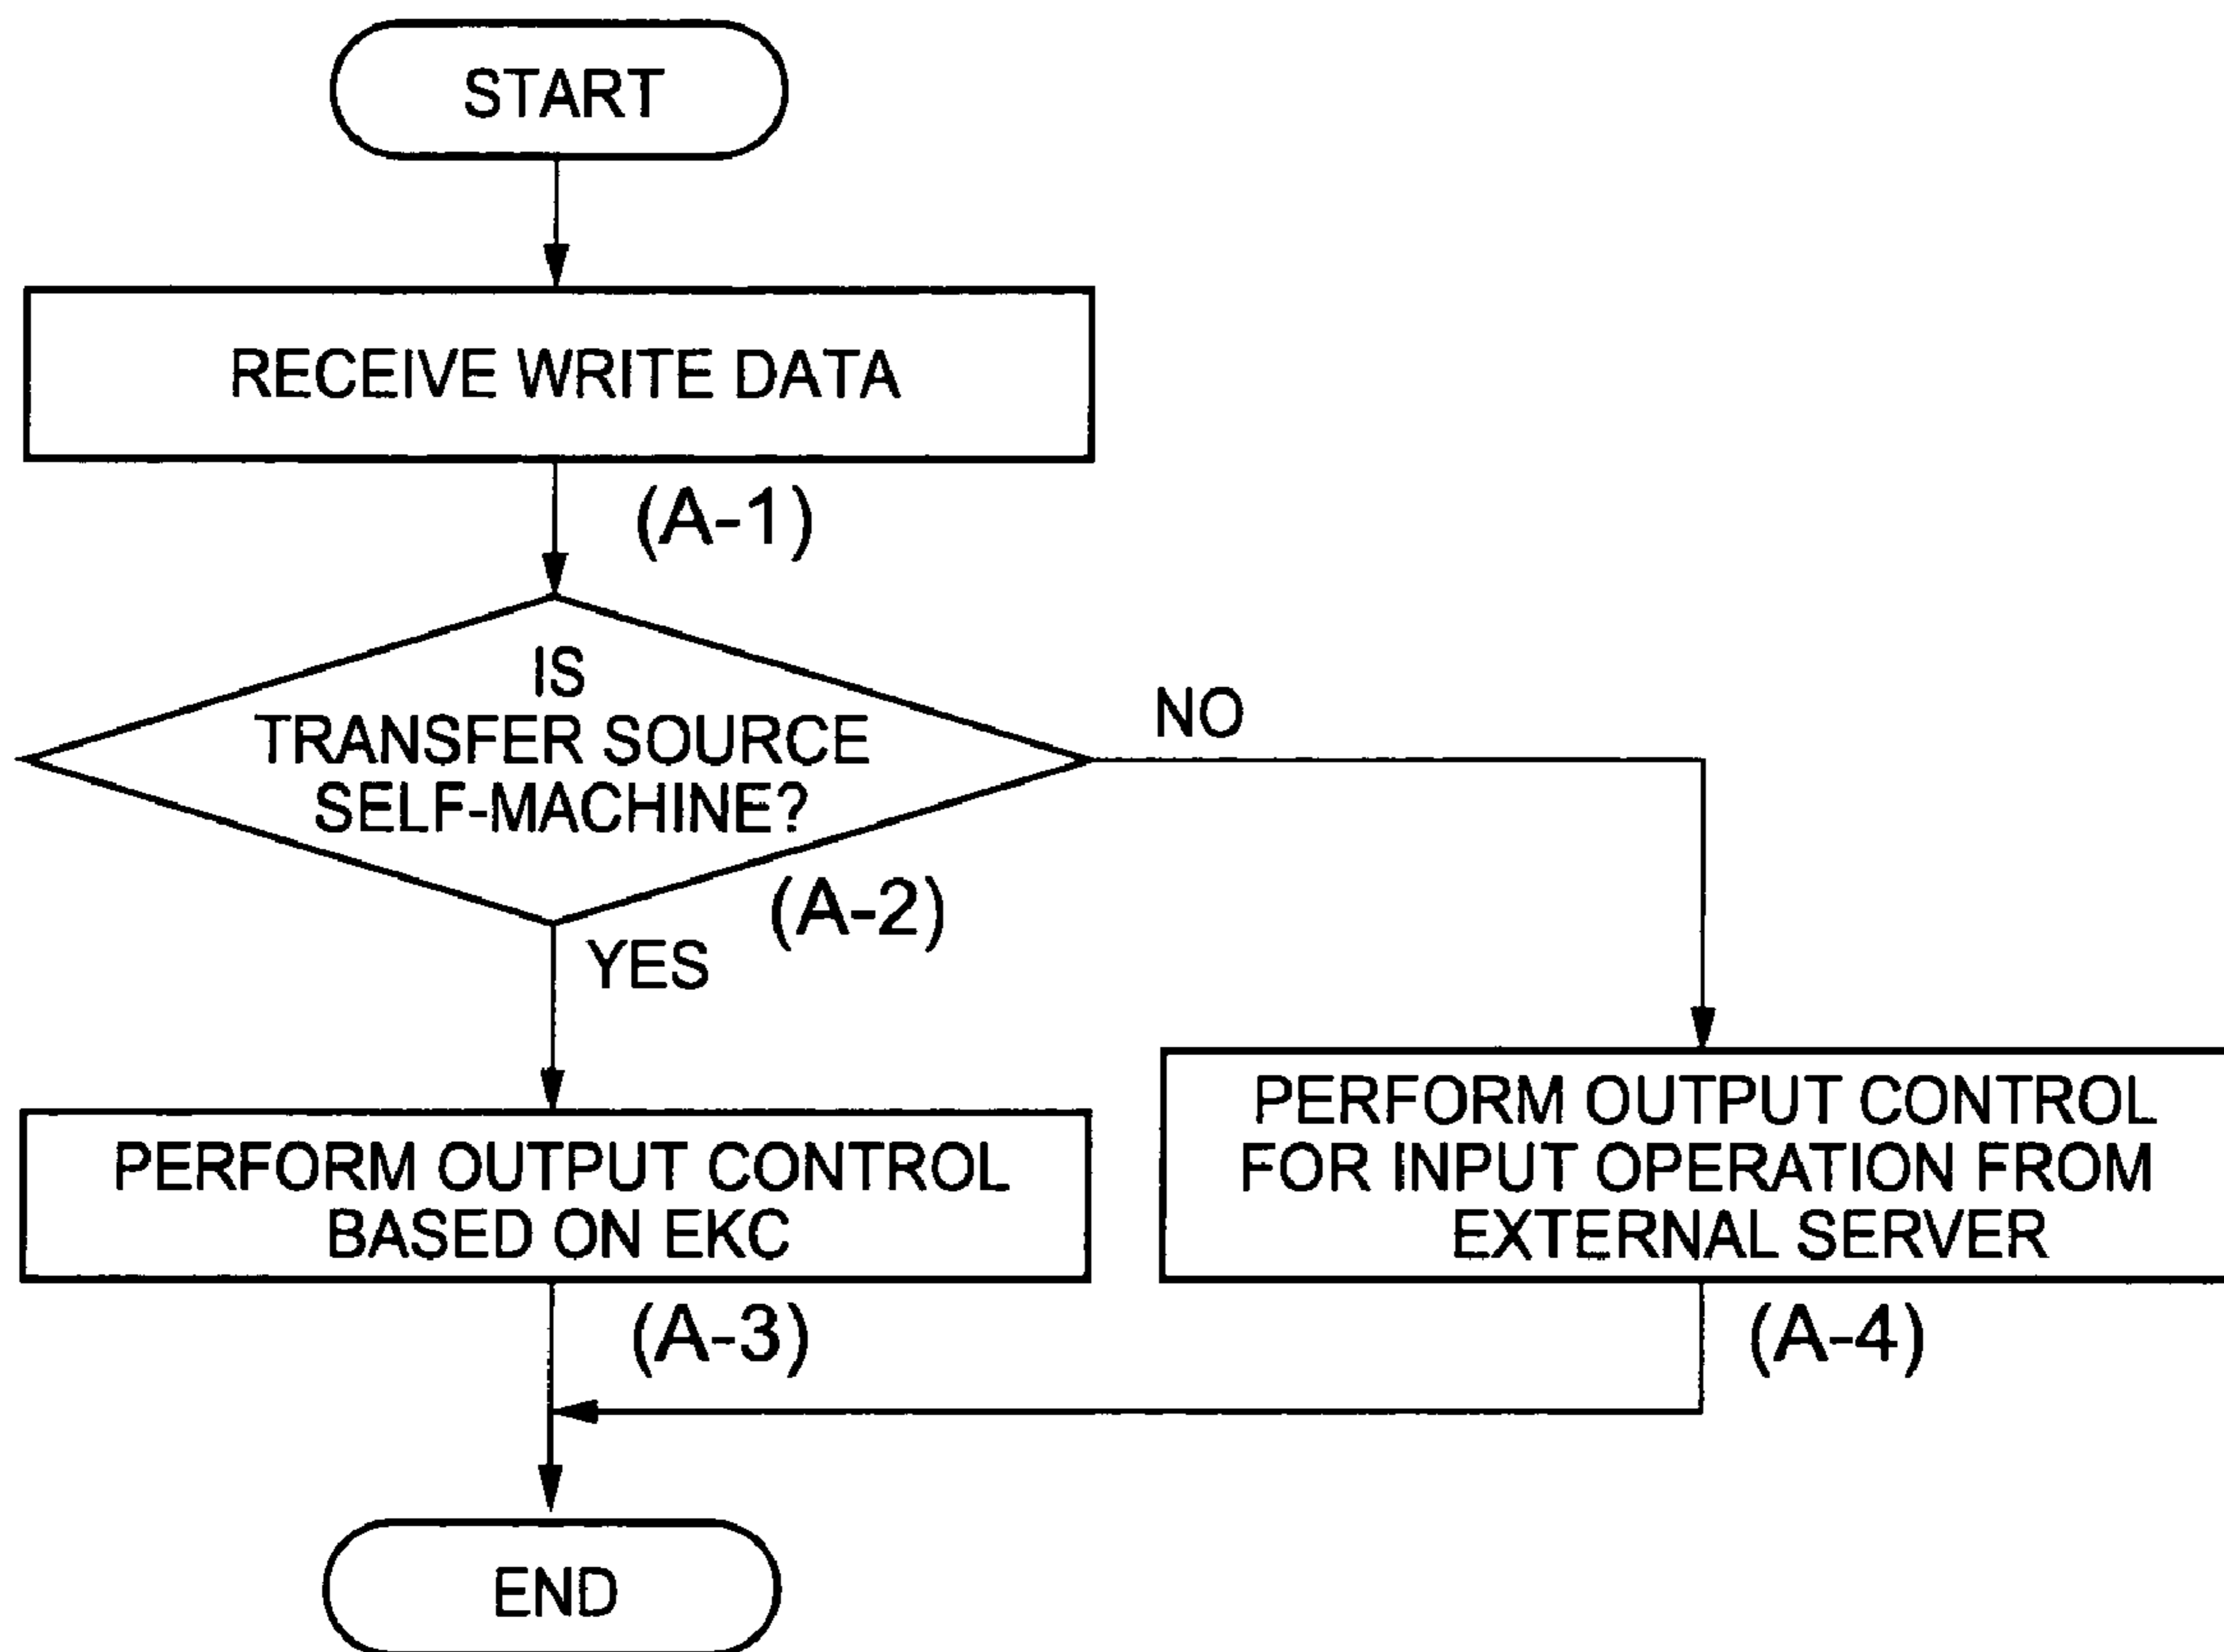 START
RECEIVE WRITE DATA
(A-1)
IS
TRANSFER SOURCE
SELF-MACHINE?
NO
(A-2)
YES
PERFORM OUTPUT CONTROL
BASED ON EKC
(A-3)
PERFORM OUTPUT CONTROL
FOR INPUT OPERATION FROM
EXTERNAL SERVER
(A-4)
END